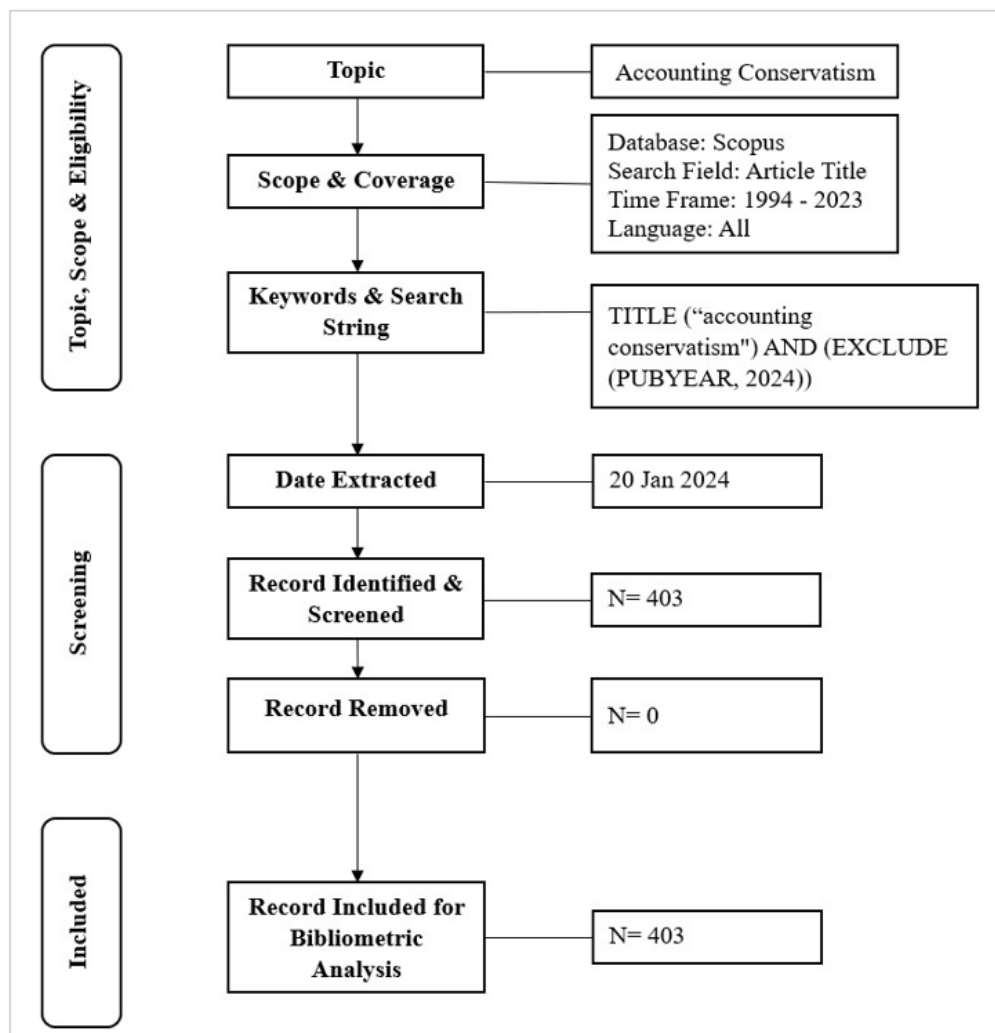 Topic, Scope & Eligibility
Topic
Accounting Conservatism
Scope & Coverage
Database: Scopus
Search Field: Article Title
Time Frame: 1994 - 2023
Language: All
Keywords & Search
String
TITLE (“accounting
conservatism") AND (EXCLUDE
(PUBYEAR, 2024))
Screening
Date Extracted
20 Jan 2024
Record Identified &
Screened
N= 403
Record Removed
N= 0
Included
Record Included for
Bibliometric
Analysis
N= 403